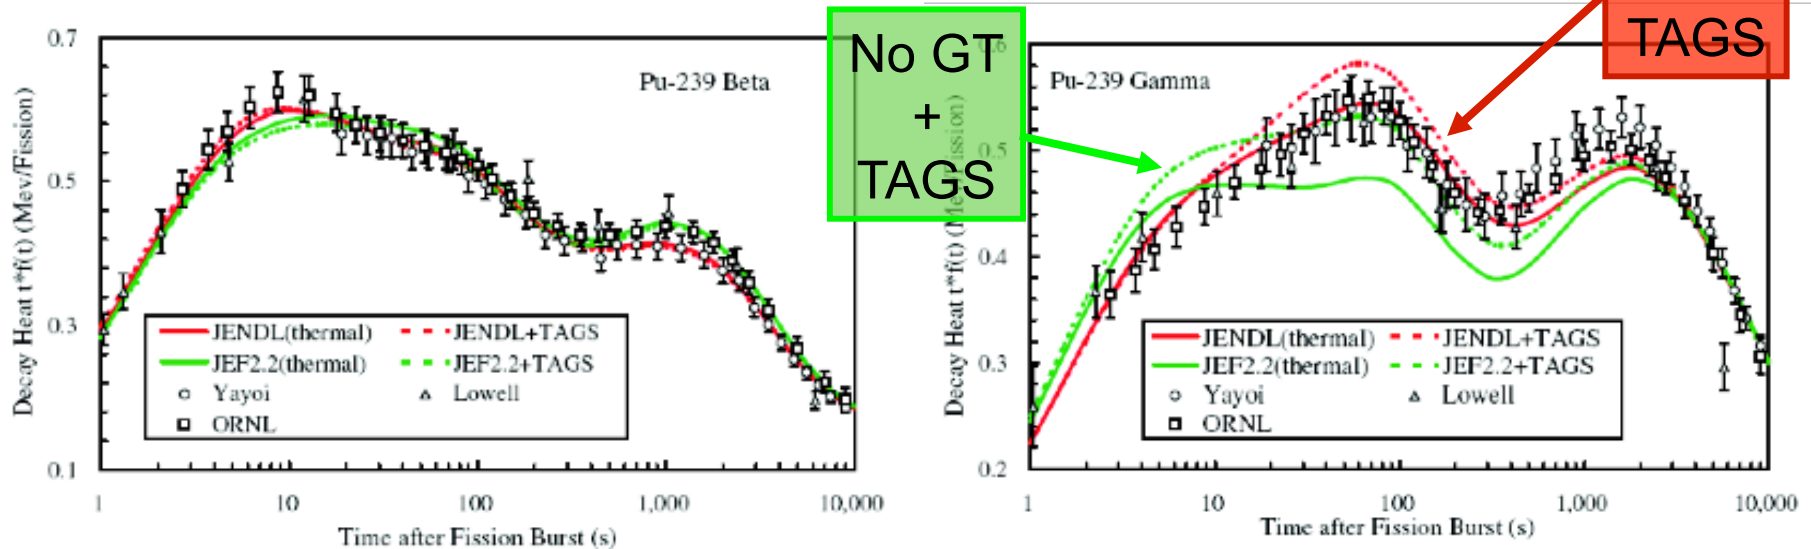 0.7
0.5
0.3
0.1
Decay Heat t*f(t) (Mev/Fission)
Pu-239 Beta
JENDL(thermal)
JENDL+TAGS
JEF2.2(thermal)
JEF2.2+TAGS
Yayoi
Lowell
ORNL
1
10
100
1,000
10,000
Time after Fission Burst (s)
No GT
+
TAGS
TAGS
0.6
0.5
0.4
0.3
0.2
Decay Heat t*f(t) (Mev/Fission)
Pu-239 Gamma
JENDL(thermal)
JENDL+TAGS
JEF2.2(thermal)
JEF2.2+TAGS
Yayoi
Lowell
ORNL
1
10
100
1,000
10,000
Time after Fission Burst (s)